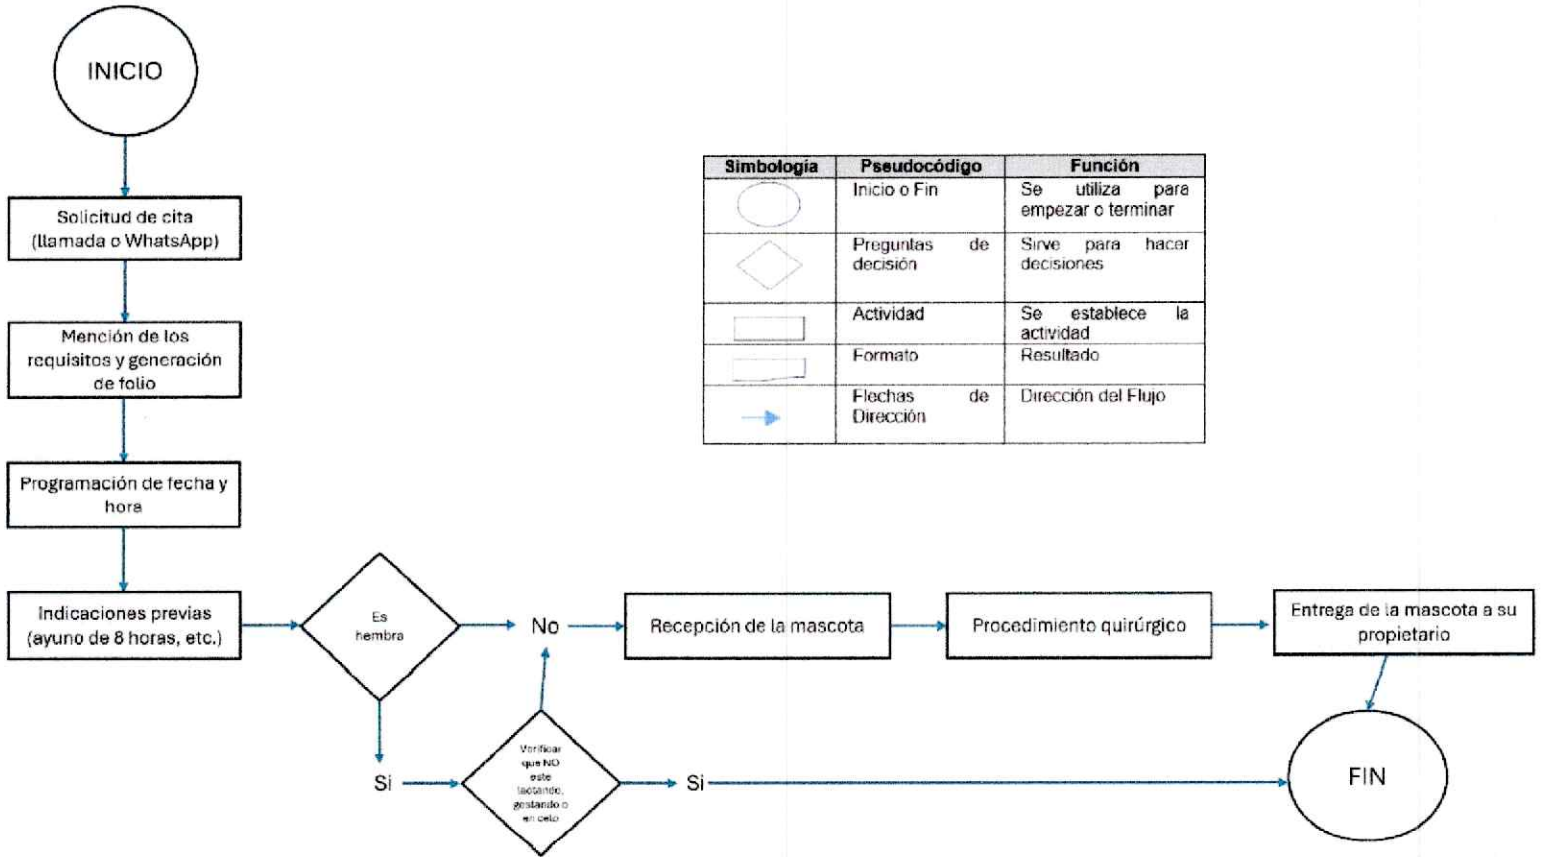 INICIO
Solicitud de cita
(llamada o WhatsApp)
Mención de los
requisitos y generación
de folio
Programación de fecha y
hora
Indicaciones previas
(ayuno de 8 horas, etc.)
Es
hembra
No
Si
Verificar
que NO
este
lactando,
gestando o
en celo
Si
Recepción de la mascota
Procedimiento quirúrgico
Entrega de la mascota a su
propietario
FIN
Simbología Pseudocódigo Función
Inicio o Fin Se utiliza para
empezar o terminar
Preguntas de Sirve para hacer
decisión decisiones
Actividad Se establece la
actividad
Formato Resultado
Flechas de Dirección del Flujo
Dirección